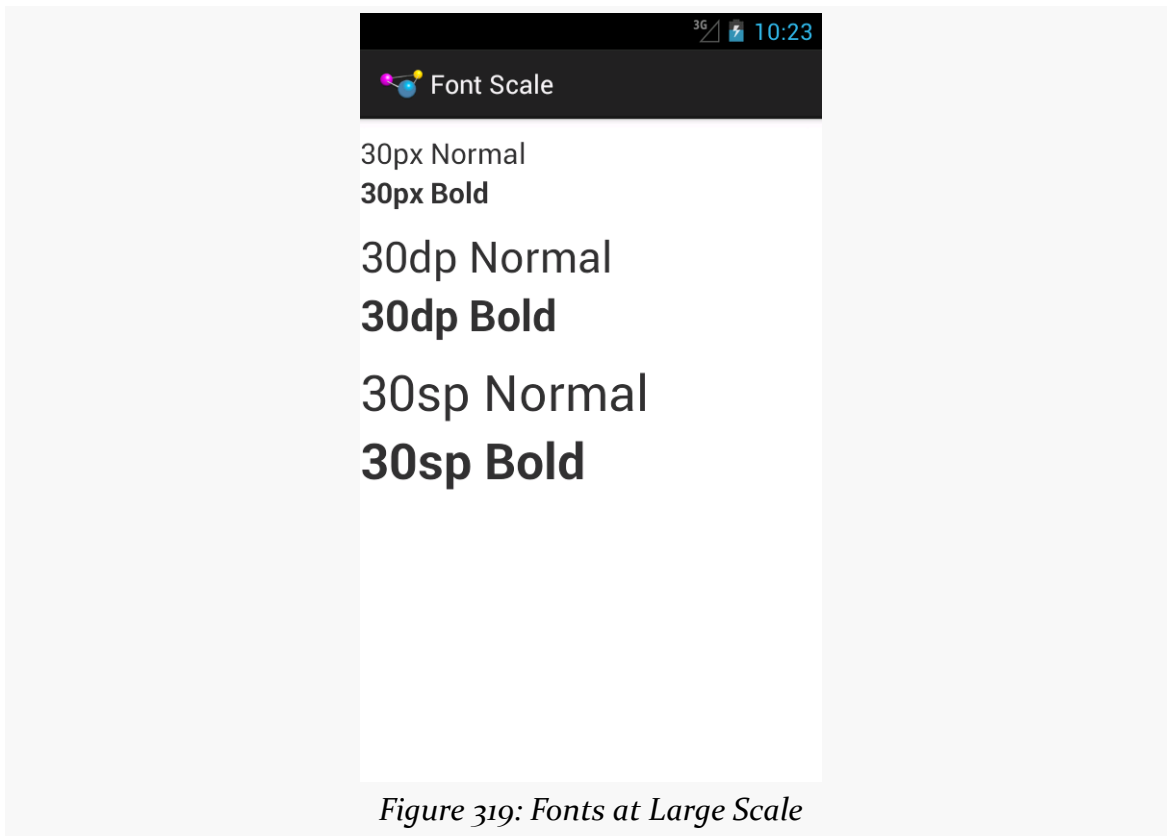 3G 10:23
Font Scale
30px Normal
30px Bold
30dp Normal
30dp Bold
30sp Normal
30sp Bold
Figure 319: Fonts at Large Scale